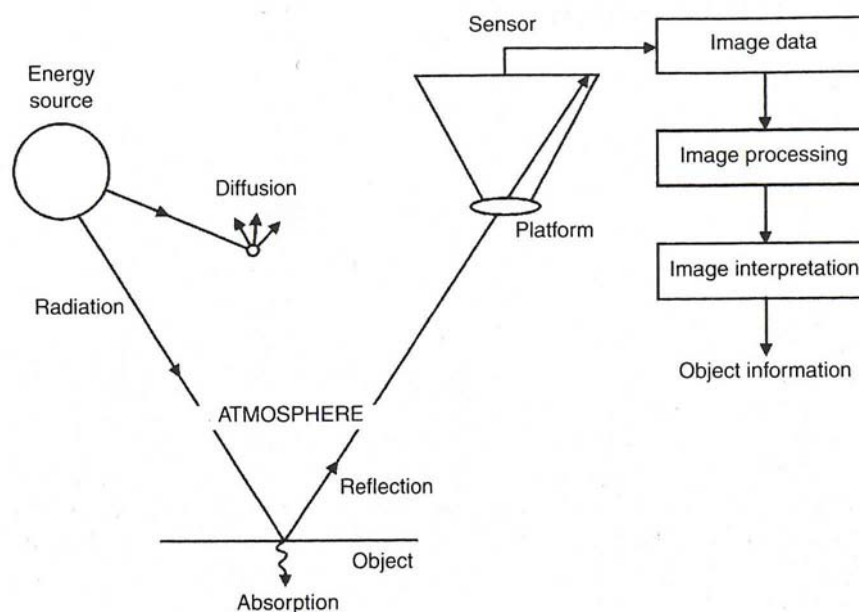 Sensor
Image data
Energy
source
Image processing
Diffusion
Platform
Image interpretation
Radiation
Object information
ATMOSPHERE
Reflection
Object
Absorption